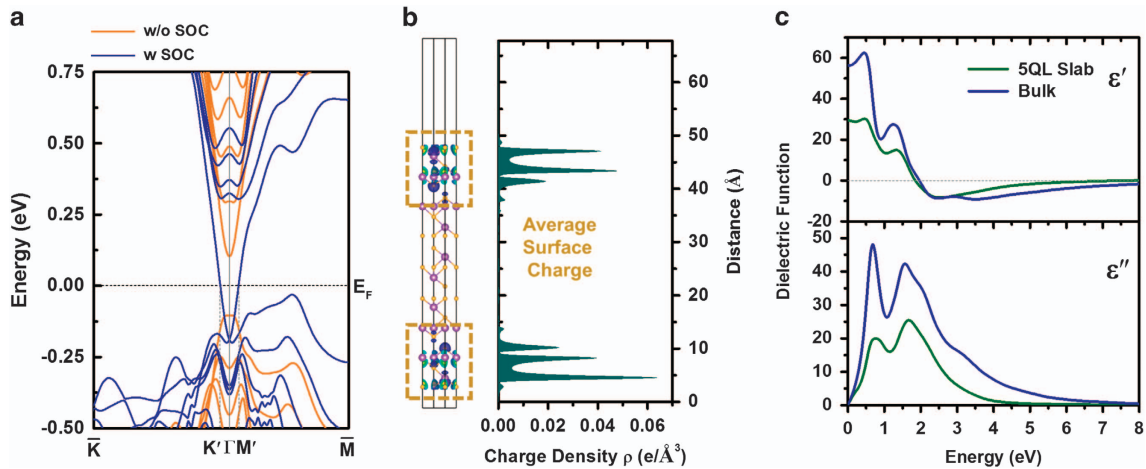 a
w/o SOC
w SOC
Energy (eV)
0.75
0.50
0.25
0.00
-0.25
-0.50
E_F
K̅
K′ΓM′
M̅
b
Average
Surface
Charge
60
50
40
30
20
10
0
Distance (Å)
0.00 0.02 0.04 0.06
Charge Density ρ (e/Å³)
c
Dielectric Function
60
40
20
0
-20
ε′
5QL Slab
Bulk
50
40
30
20
10
0
ε″
0 1 2 3 4 5 6 7 8
Energy (eV)